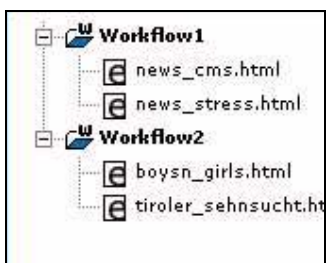 Workflow1
news_cms.html
news_stress.html
Workflow2
boysn_girls.html
tiroler_sehnsucht.ht